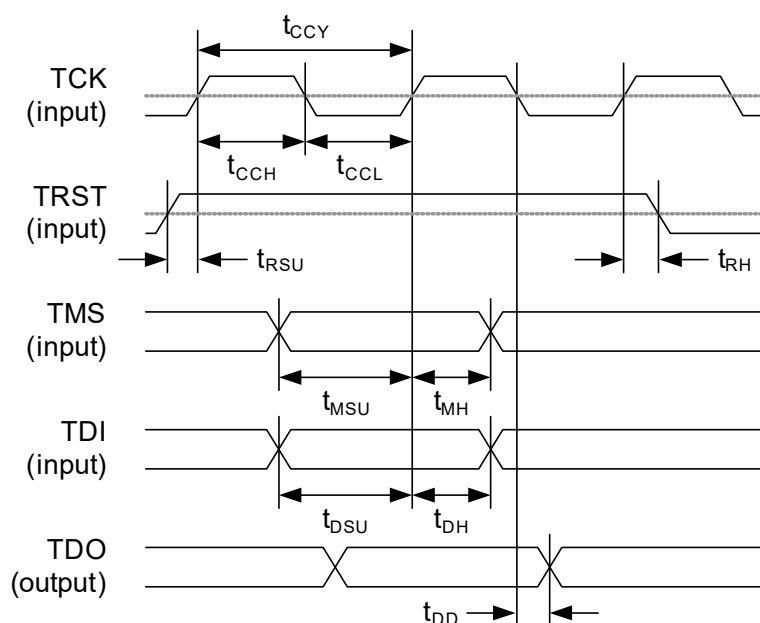 tCCY
TCK
(input)
tCCH
tCCL
TRST
(input)
tRSU
tRH
TMS
(input)
tMSU
tMH
TDI
(input)
tDSU
tDH
TDO
(output)
tDD